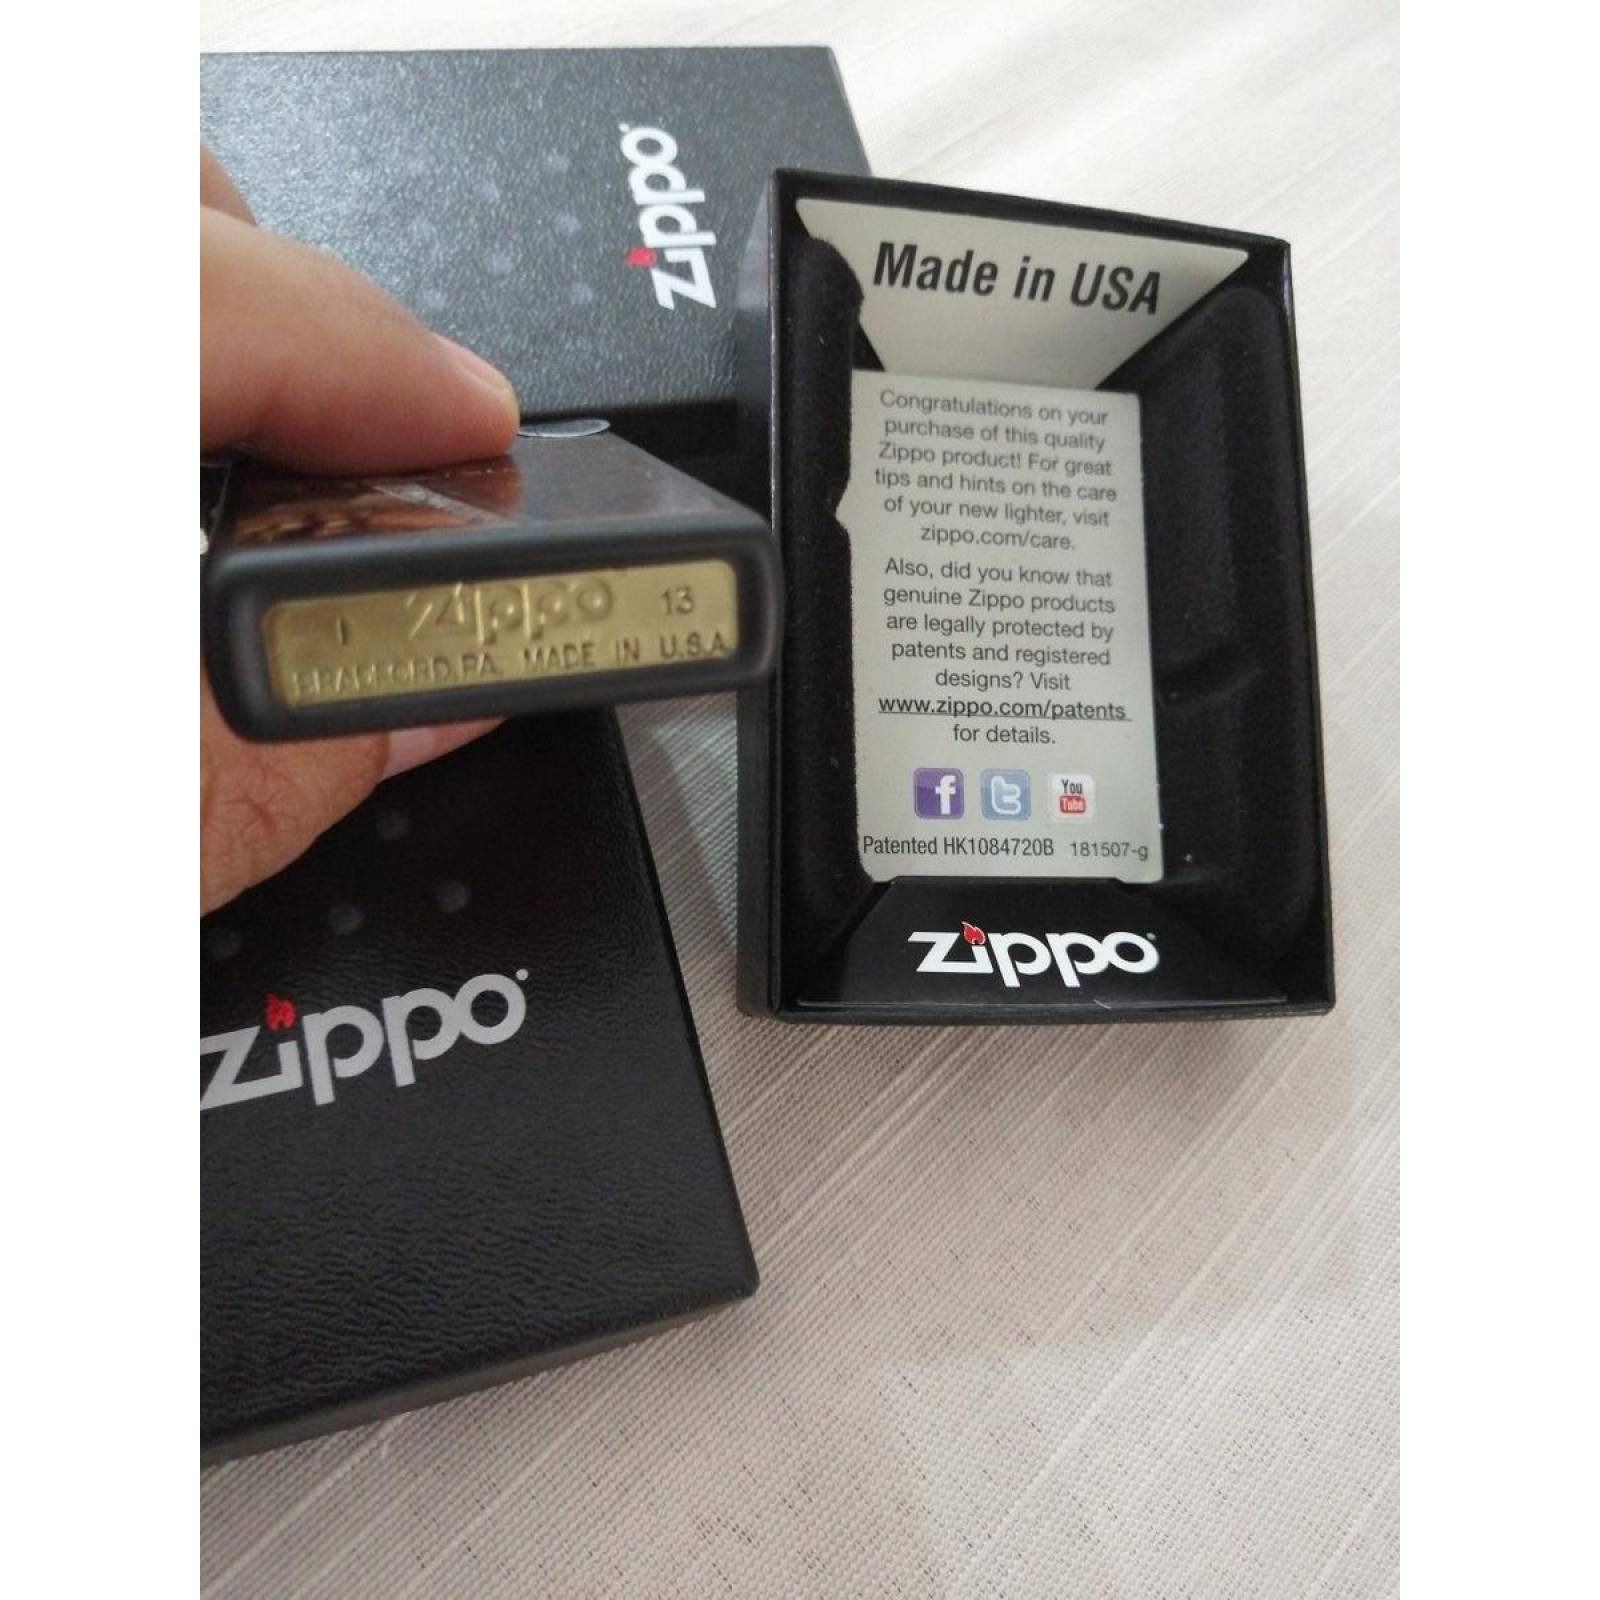 zippo
Made in USA
Congratulations on your
purchase of this quality
Zippo product! For great
tips and hints on the care
of your new lighter, visit
zippo.com/care.
Also, did you know that
genuine Zippo products
are legally protected by
patents and registered
designs? Visit
www.zippo.com/patents
for details.
f t You Tube
Patented HK1084720B 181507-g
zippo
I zippo 13
BRADFORD, PA. MADE IN U.S.A
zippo